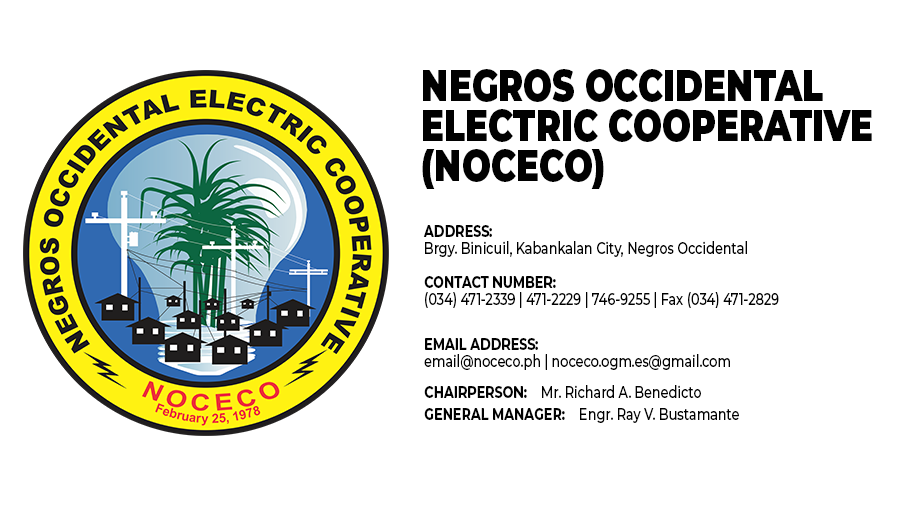 NEGROS OCCIDENTAL ELECTRIC COOPERATIVE
NOCECO
February 25, 1978
NEGROS OCCIDENTAL
ELECTRIC COOPERATIVE
(NOCECO)
ADDRESS:
Brgy. Binicuil, Kabankalan City, Negros Occidental
CONTACT NUMBER:
(034) 471-2339 | 471-2229 | 746-9255 | Fax (034) 471-2829
EMAIL ADDRESS:
email@noceco.ph | noceco.ogm.es@gmail.com
CHAIRPERSON: Mr. Richard A. Benedicto
GENERAL MANAGER: Engr. Ray V. Bustamante